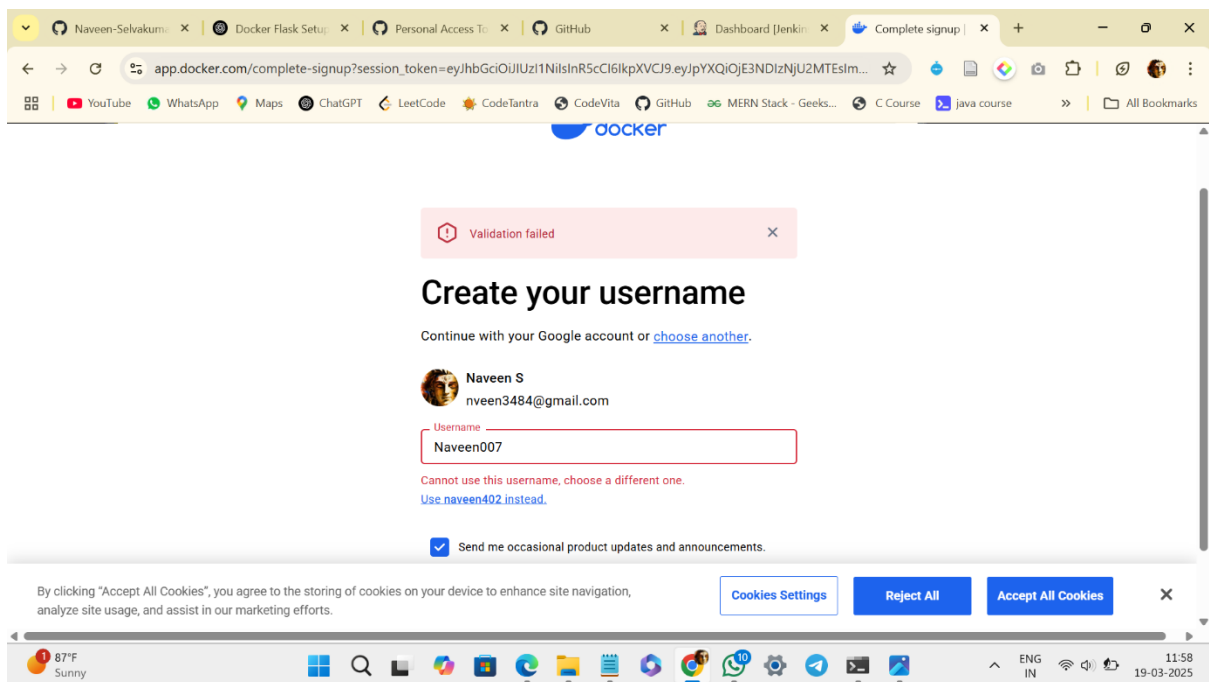 Naveen-Selvakuma
Docker Flask Setup
Personal Access To
GitHub
Dashboard [Jenkin
Complete signup |
app.docker.com/complete-signup?session_token=eyJhbGciOiJIUzI1NiIsInR5cCI6IkpXVCJ9.eyJpYXQiOjE3NDIzNjU2MTEsIm...
YouTube WhatsApp Maps ChatGPT LeetCode CodeTantra CodeVita GitHub MERN Stack - Geeks... C Course java course » All Bookmarks
docker
Validation failed
Create your username
Continue with your Google account or choose another.
Naveen S
nveen3484@gmail.com
Username
Naveen007
Cannot use this username, choose a different one.
Use naveen402 instead.
Send me occasional product updates and announcements.
By clicking “Accept All Cookies”, you agree to the storing of cookies on your device to enhance site navigation,
analyze site usage, and assist in our marketing efforts.
Cookies Settings
Reject All
Accept All Cookies
1
87°F
Sunny
10
ENG
IN
11:58
19-03-2025